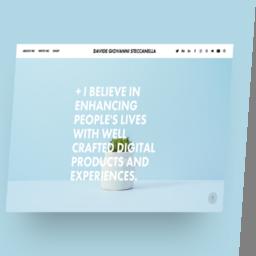 ABOUT ME WRITE ME SHOP DAVIDE GIOVANNI STECCANELLA
+ I BELIEVE IN
ENHANCING
PEOPLE'S LIVES
WITH WELL
CRAFTED DIGITAL
PRODUCTS AND
EXPERIENCES.